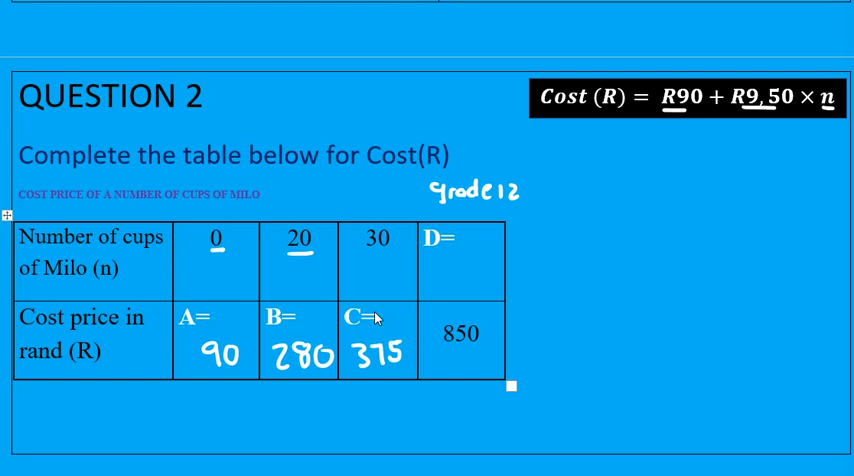 QUESTION 2
Cost (R) = R90 + R9,50 × n
Complete the table below for Cost(R)
COST PRICE OF A NUMBER OF CUPS OF MILO
grade 12
Number of cups of Milo (n)
0
20
30
D=
Cost price in rand (R)
A=
90
B=
280
C=
375
850